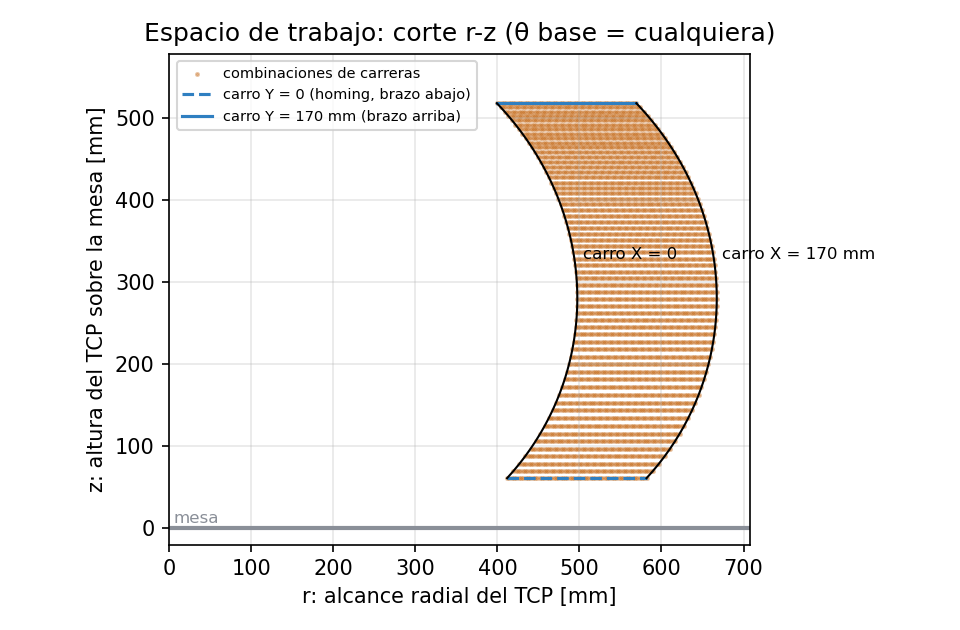 Espacio de trabajo: corte r-z (θ base = cualquiera)
combinaciones de carreras
carro Y = 0 (homing, brazo abajo)
carro Y = 170 mm (brazo arriba)
z: altura del TCP sobre la mesa [mm]
500
400
300
200
100
0
carro X = 0
carro X = 170 mm
mesa
0 100 200 300 400 500 600 700
r: alcance radial del TCP [mm]